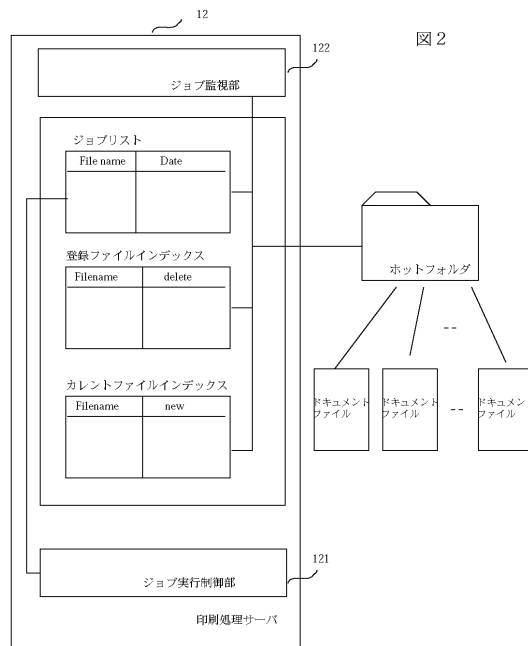 12
図2
122
ジョブ監視部
ジョブリスト
File name Date
登録ファイルインデックス
Filename delete
ホットフォルダ
カレントファイルインデックス
Filename new
ドキュメント
ファイル
ドキュメント
ファイル
ドキュメン
ファイル
121
ジョブ実行制御部
印刷処理サーバ